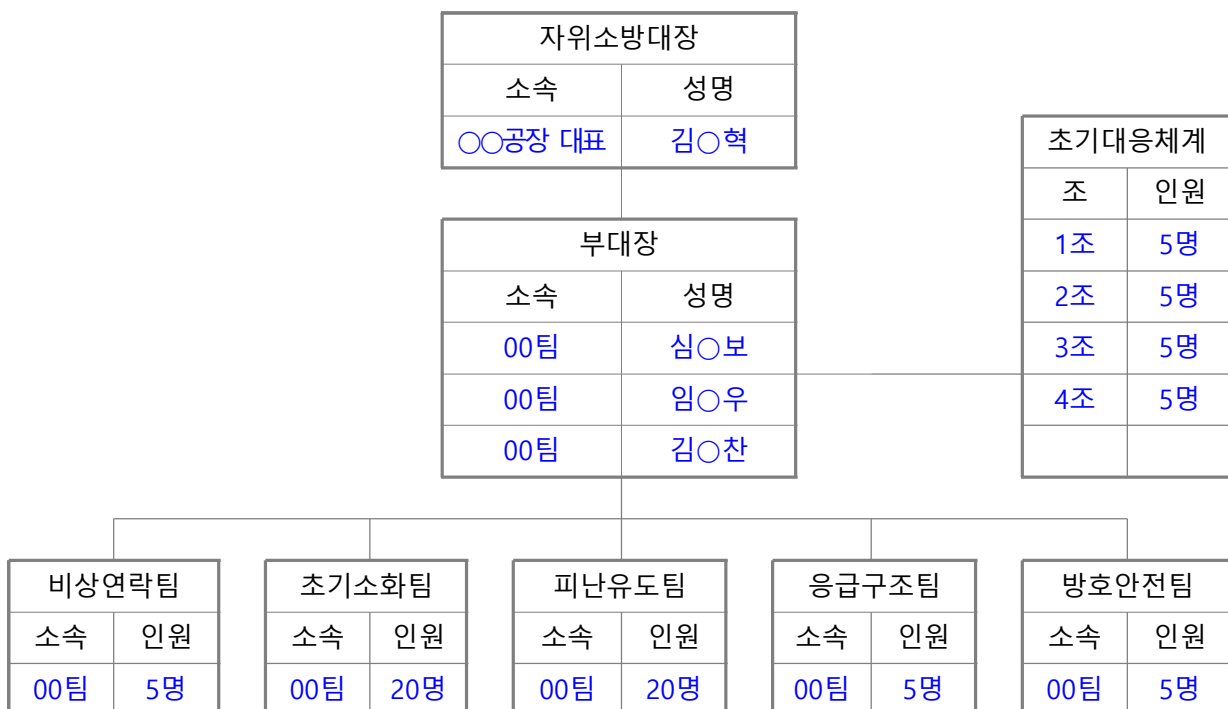 자위소방대장
소속 성명
○○공장 대표 김○혁
초기대응체계
조 인원
1조 5명
2조 5명
3조 5명
4조 5명
부대장
소속 성명
00팀 심○보
00팀 임○우
00팀 김○찬
비상연락팀 초기소화팀 피난유도팀 응급구조팀 방호안전팀
소속 인원 소속 인원 소속 인원 소속 인원 소속 인원
00팀 5명 00팀 20명 00팀 20명 00팀 5명 00팀 5명